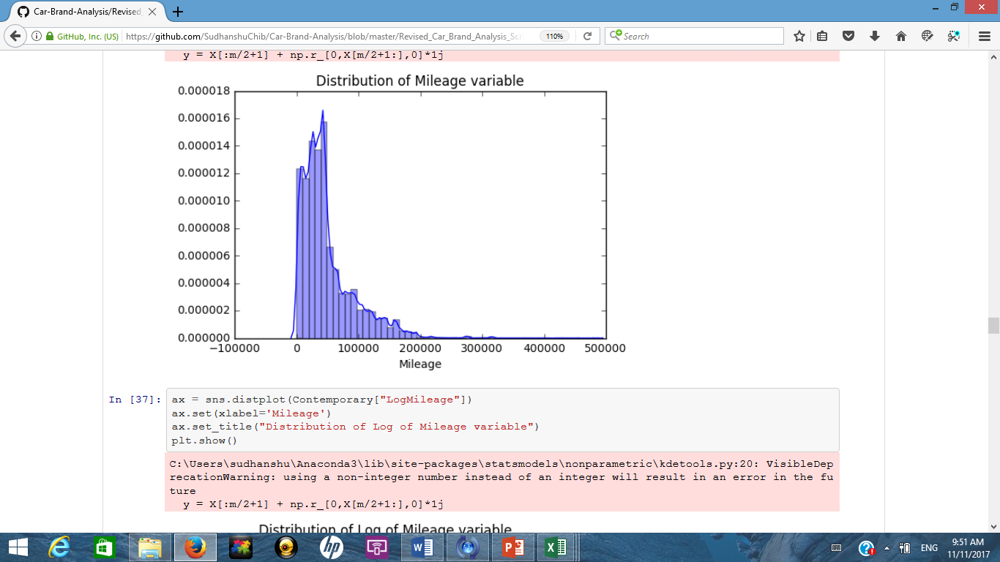 Car-Brand-Analysis/Revised_
GitHub, Inc. (US)
https://github.com/SudhanshuChib/Car-Brand-Analysis/blob/master/Revised_Car_Brand_Analysis_Scr
110%
Search
y = X[:m/2+1] + np.r_[0,X[m/2+1:],0]*1j
Distribution of Mileage variable
0.000018
0.000016
0.000014
0.000012
0.000010
0.000008
0.000006
0.000004
0.000002
0.000000
−100000 0 100000 200000 300000 400000 500000
Mileage
In [37]:
ax = sns.distplot(Contemporary["LogMileage"])
ax.set(xlabel='Mileage')
ax.set_title("Distribution of Log of Mileage variable")
plt.show()
C:\Users\sudhanshu\Anaconda3\lib\site-packages\statsmodels\nonparametric\kdetools.py:20: VisibleDep
recationWarning: using a non-integer number instead of an integer will result in an error in the fu
ture
y = X[:m/2+1] + np.r_[0,X[m/2+1:],0]*1j
Distribution of Log of Mileage variable
ENG
9:51 AM
11/11/2017